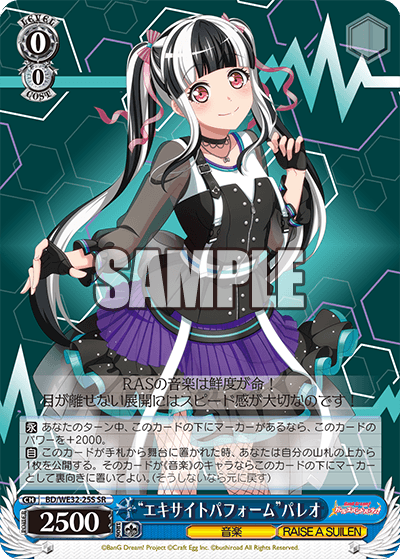 LEVEL
0
0
COST
SAMPLE
RASの音楽は鮮度が命！
目が離せない展開にはスピード感が大切なのです！
永 あなたのターン中、このカードの下にマーカーがあるなら、このカードの
パワーを＋2000。
自 このカードが手札から舞台に置かれた時、あなたは自分の山札の上から
1枚を公開する。そのカードが《音楽》のキャラならこのカードの下にマーカー
として裏向きに置いてよい。（そうしないなら元に戻す）
CH BD/WE32-25S SR
2500
“エキサイトパフォーム”パレオ
音楽
RAISE A SUILEN
©BanG Dream! Project ©Craft Egg Inc. ©bushiroad All Rights Reserved.